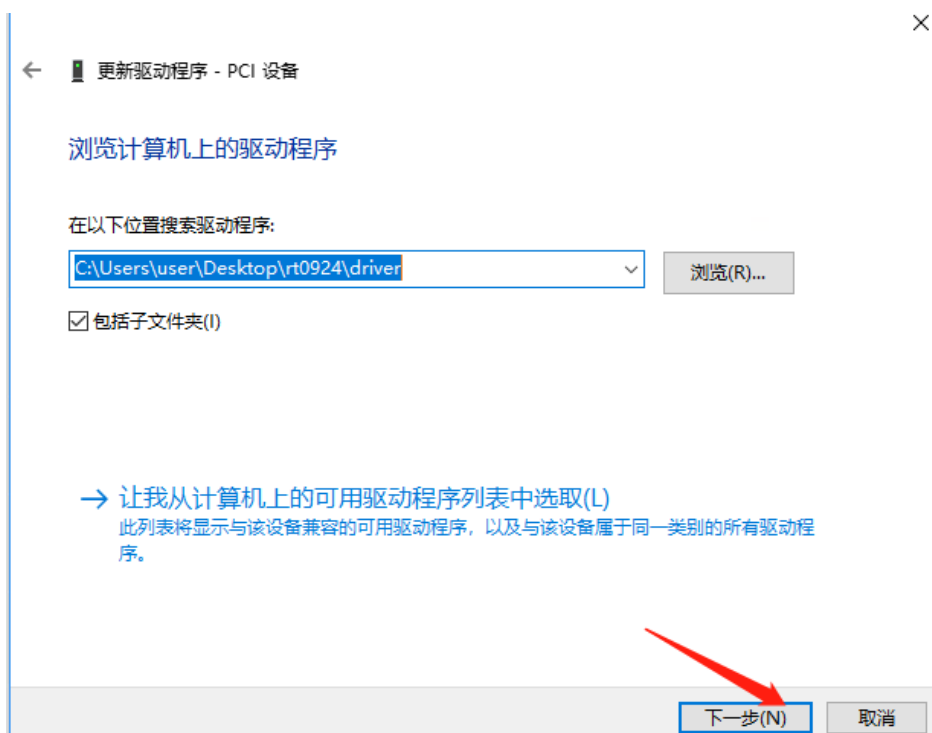 更新驱动程序 - PCI 设备
浏览计算机上的驱动程序
在以下位置搜索驱动程序:
C:\Users\user\Desktop\rt0924\driver
浏览(R)...
包括子文件夹(I)
让我从计算机上的可用驱动程序列表中选取(L)
此列表将显示与该设备兼容的可用驱动程序，以及与该设备属于同一类别的所有驱动程
序。
下一步(N)
取消